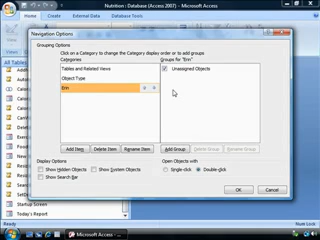 Nutrition : Database (Access 2007) - Microsoft Access
Home
Create
External Data
Database Tools
Navigation Options
Grouping Options
Click on a Category to change the Category display order or to add groups
Categories
Groups for "Erin"
Tables and Related Views
Object Type
Erin
Unassigned Objects
Add Item
Delete Item
Rename Item
Add Group
Delete Group
Rename Group
Display Options
Show Hidden Objects
Show System Objects
Show Search Bar
Open Objects with
Single-click
Double-click
OK
Cancel
All Access
Startup Screen
Today's Report
Ready
Num Lock
Microsoft Access